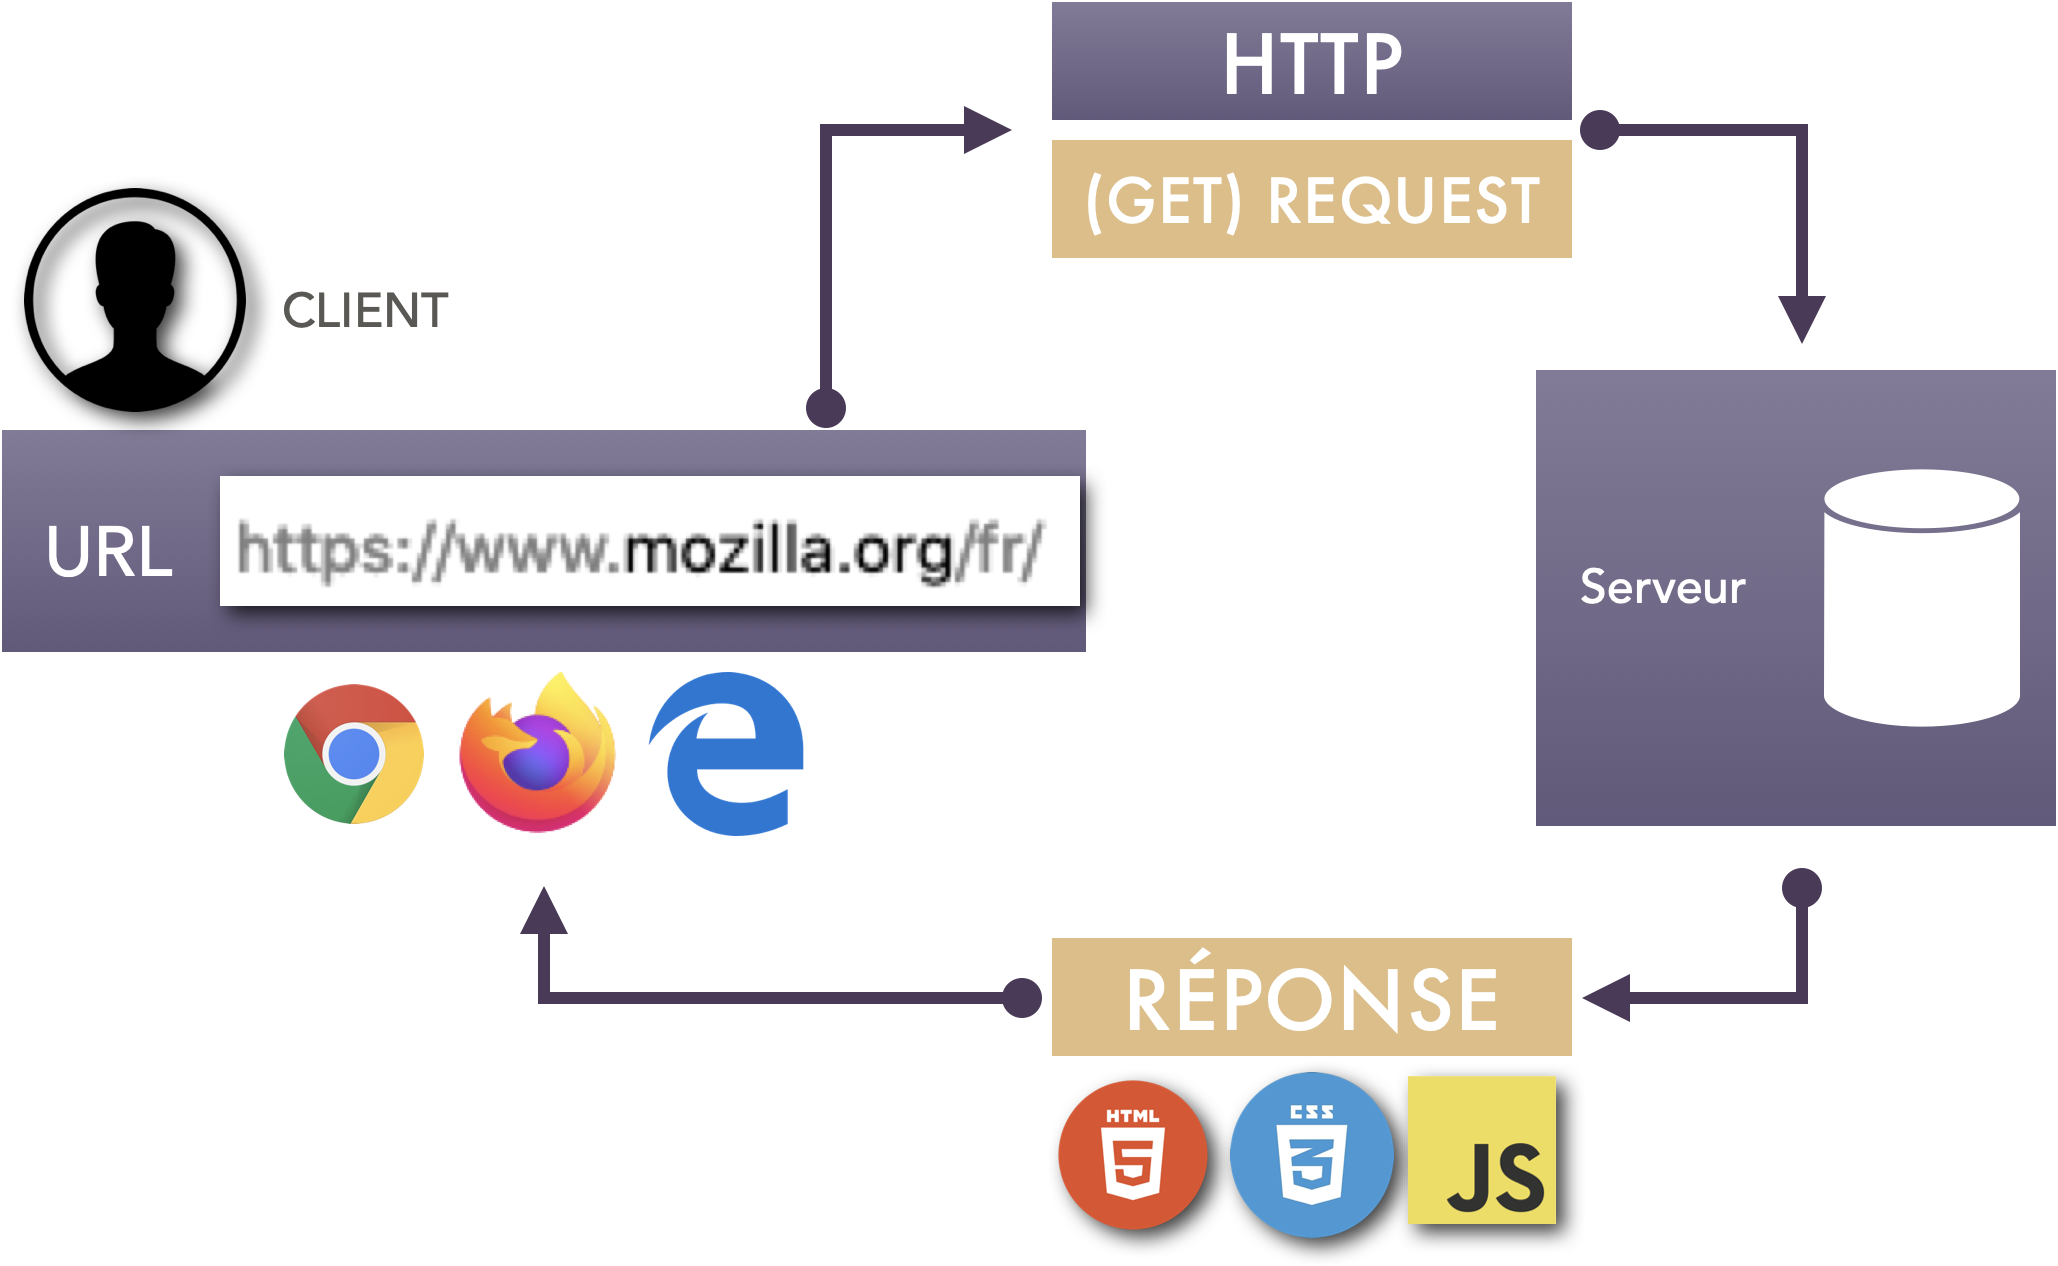 HTTP
(GET) REQUEST
CLIENT
URL
https://www.mozilla.org/fr/
Serveur
RÉPONSE
HTML
5
CSS
3
JS